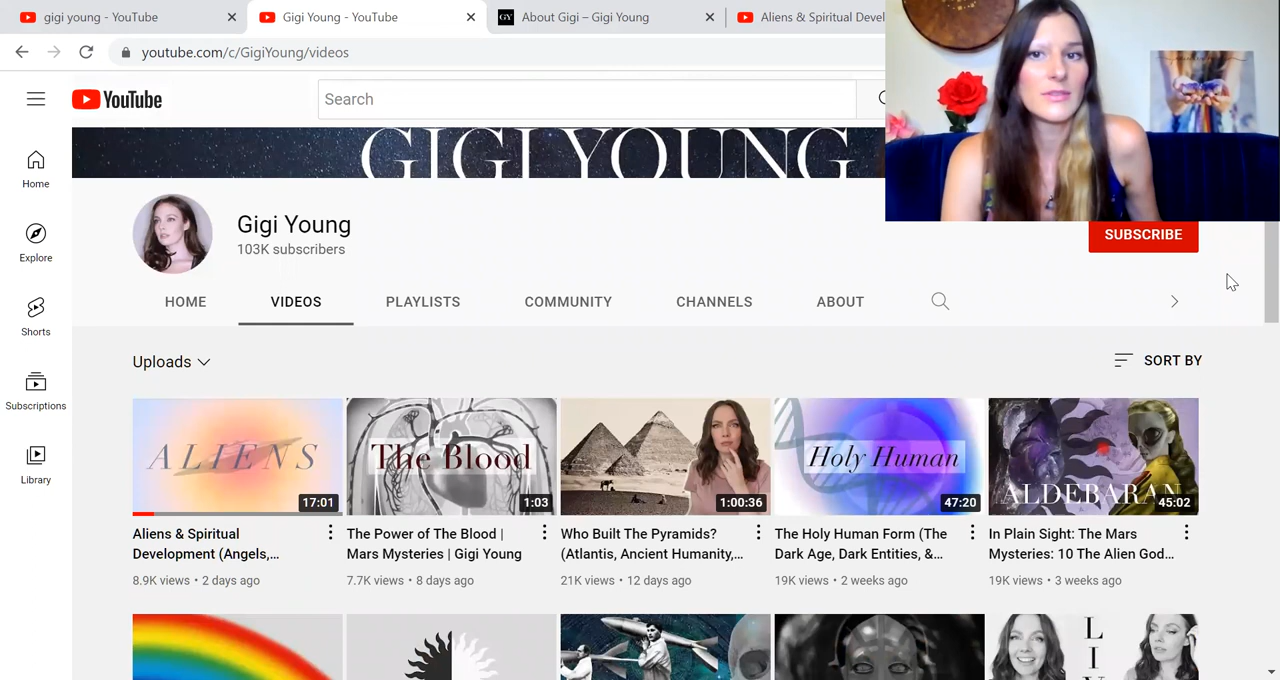 gigi young - YouTube
Gigi Young - YouTube
GY About Gigi – Gigi Young
Aliens & Spiritual Devel
youtube.com/c/GigiYoung/videos
YouTube
Search
GIGI YOUNG
Home
Explore
Shorts
Subscriptions
Library
Gigi Young
103K subscribers
SUBSCRIBE
HOME
VIDEOS
PLAYLISTS
COMMUNITY
CHANNELS
ABOUT
Uploads
SORT BY
ALIENS
17:01
Aliens & Spiritual
Development (Angels,...
8.9K views • 2 days ago
The Blood
1:03
The Power of The Blood |
Mars Mysteries | Gigi Young
7.7K views • 8 days ago
1:00:36
Who Built The Pyramids?
(Atlantis, Ancient Humanity,...
21K views • 12 days ago
Holy Human
47:20
The Holy Human Form (The
Dark Age, Dark Entities, &...
19K views • 2 weeks ago
ALDEBARAN
45:02
In Plain Sight: The Mars
Mysteries: 10 The Alien God...
19K views • 3 weeks ago
L
I